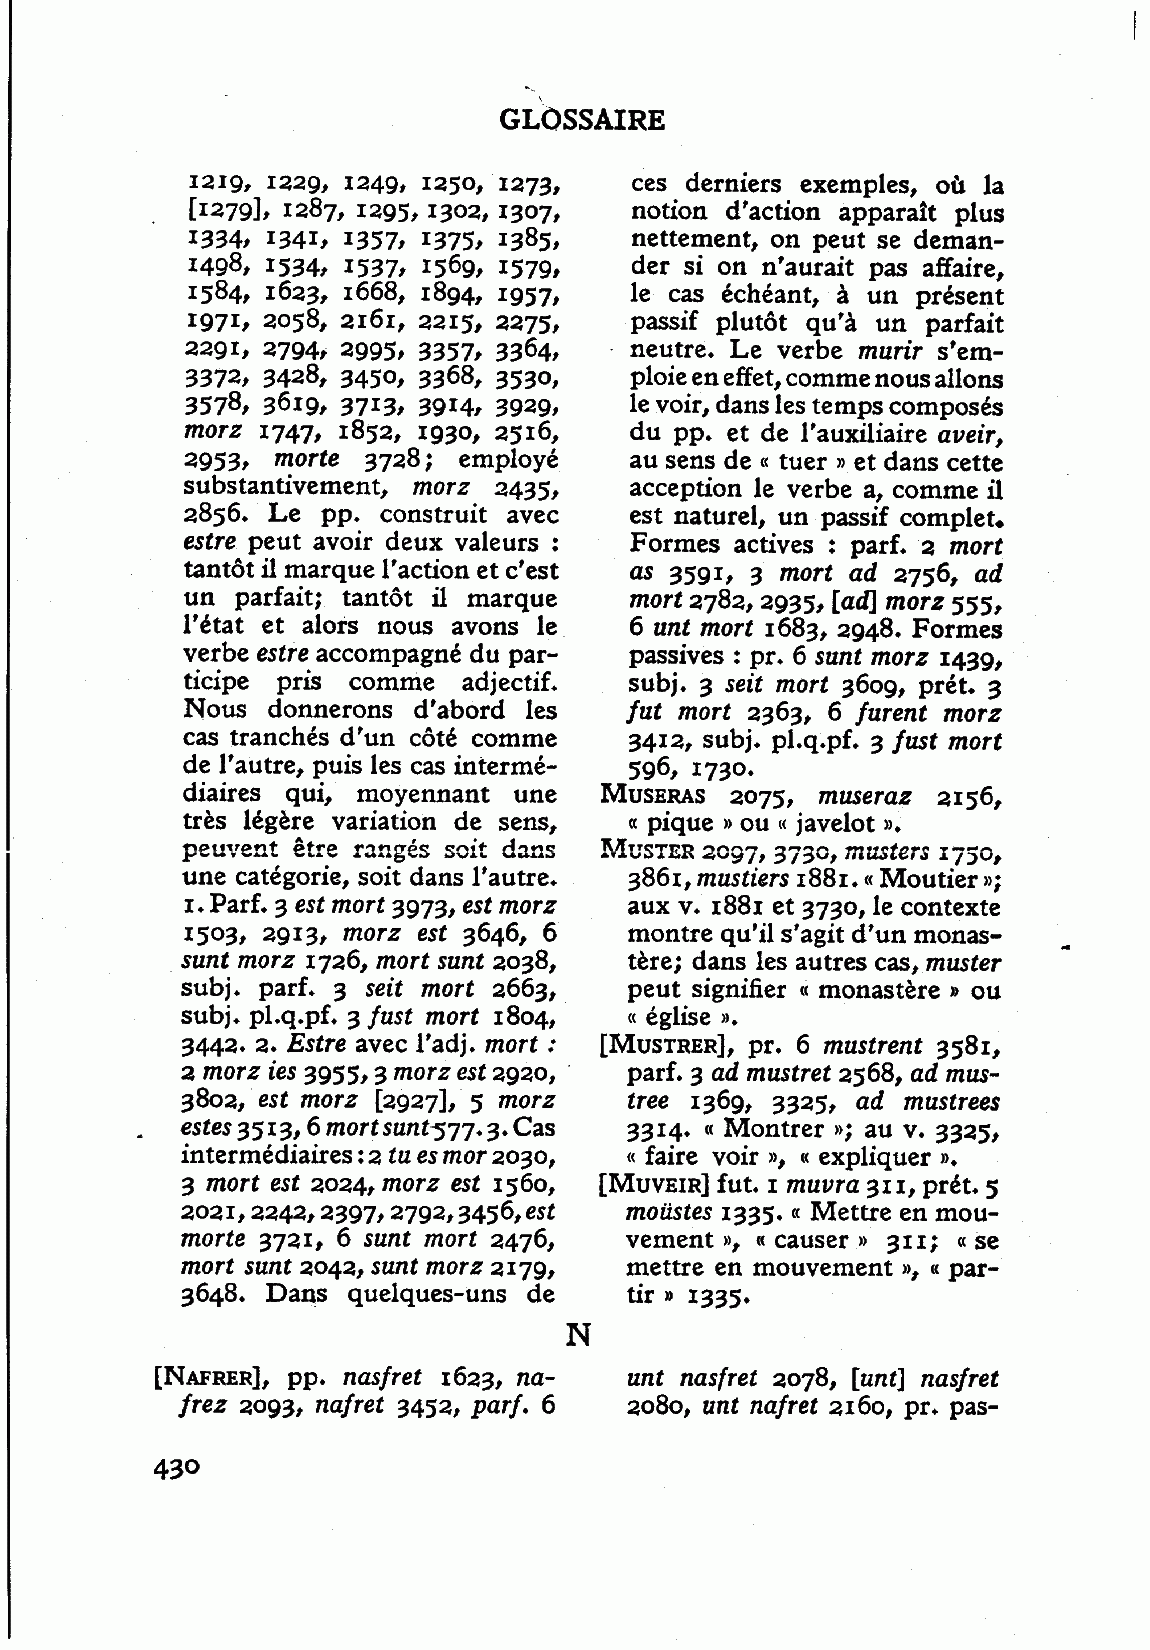 GLOSSAIRE
1219, 1229, 1249, 1250, 1273,
[1279], 1287, 1295, 1302, 1307,
1334, 1341, 1357, 1375, 1385,
1498, 1534, 1537, 1569, 1579,
1584, 1623, 1668, 1894, 1957,
1971, 2058, 2161, 2215, 2275,
2291, 2794, 2995, 3357, 3364,
3372, 3428, 3450, 3368, 3530,
3578, 3619, 3713, 3914, 3929,
morz 1747, 1852, 1930, 2516,
2953, morte 3728; employé
substantivement, morz 2435,
2856. Le pp. construit avec
estre peut avoir deux valeurs :
tantôt il marque l'action et c'est
un parfait; tantôt il marque
l'état et alors nous avons le
verbe estre accompagné du par-
ticipe pris comme adjectif.
Nous donnerons d'abord les
cas tranchés d'un côté comme
de l'autre, puis les cas intermé-
diaires qui, moyennant une
très légère variation de sens,
peuvent être rangés soit dans
une catégorie, soit dans l'autre.
1. Parf. 3 est mort 3973, est morz
1503, 2913, morz est 3646, 6
sunt morz 1726, mort sunt 2038,
subj. parf. 3 seit mort 2663,
subj. pl.q.pf. 3 fust mort 1804,
3442. 2. Estre avec l'adj. mort :
2 morz ies 3955, 3 morz est 2920,
3802, est morz [2927], 5 morz
estes 3513, 6 mort sunt 577. 3. Cas
intermédiaires : 2 tu es mor 2030,
3 mort est 2024, morz est 1560,
2021, 2242, 2397, 2792, 3456, est
morte 3721, 6 sunt mort 2476,
mort sunt 2042, sunt morz 2179,
3648. Dans quelques-uns de
ces derniers exemples, où la
notion d'action apparaît plus
nettement, on peut se deman-
der si on n'aurait pas affaire,
le cas échéant, à un présent
passif plutôt qu'à un parfait
neutre. Le verbe murir s'em-
ploie en effet, comme nous allons
le voir, dans les temps composés
du pp. et de l'auxiliaire aveir,
au sens de « tuer » et dans cette
acception le verbe a, comme il
est naturel, un passif complet.
Formes actives : parf. 2 mort
as 3591, 3 mort ad 2756, ad
mort 2782, 2935, [ad] morz 555,
6 unt mort 1683, 2948. Formes
passives : pr. 6 sunt morz 1439,
subj. 3 seit mort 3609, prét. 3
fut mort 2363, 6 furent morz
3412, subj. pl.q.pf. 3 fust mort
596, 1730.
MUSERAS 2075, museraz 2156,
« pique » ou « javelot ».
MUSTER 2097, 3730, musters 1750,
3861, mustiers 1881. « Moutier »;
aux v. 1881 et 3730, le contexte
montre qu'il s'agit d'un monas-
tère; dans les autres cas, muster
peut signifier « monastère » ou
« église ».
[MUSTRER], pr. 6 mustrent 3581,
parf. 3 ad mustret 2568, ad mus-
tree 1369, 3325, ad mustrees
3314. « Montrer »; au v. 3325,
« faire voir », « expliquer ».
[MUVEIR] fut. 1 muvra 311, prét. 5
moüstes 1335. « Mettre en mou-
vement », « causer » 311; « se
mettre en mouvement », « par-
tir » 1335.
N
[NAFRER], pp. nasfret 1623, na-
frez 2093, nafret 3452, parf. 6
unt nasfret 2078, [unt] nasfret
2080, unt nafret 2160, pr. pas-
430